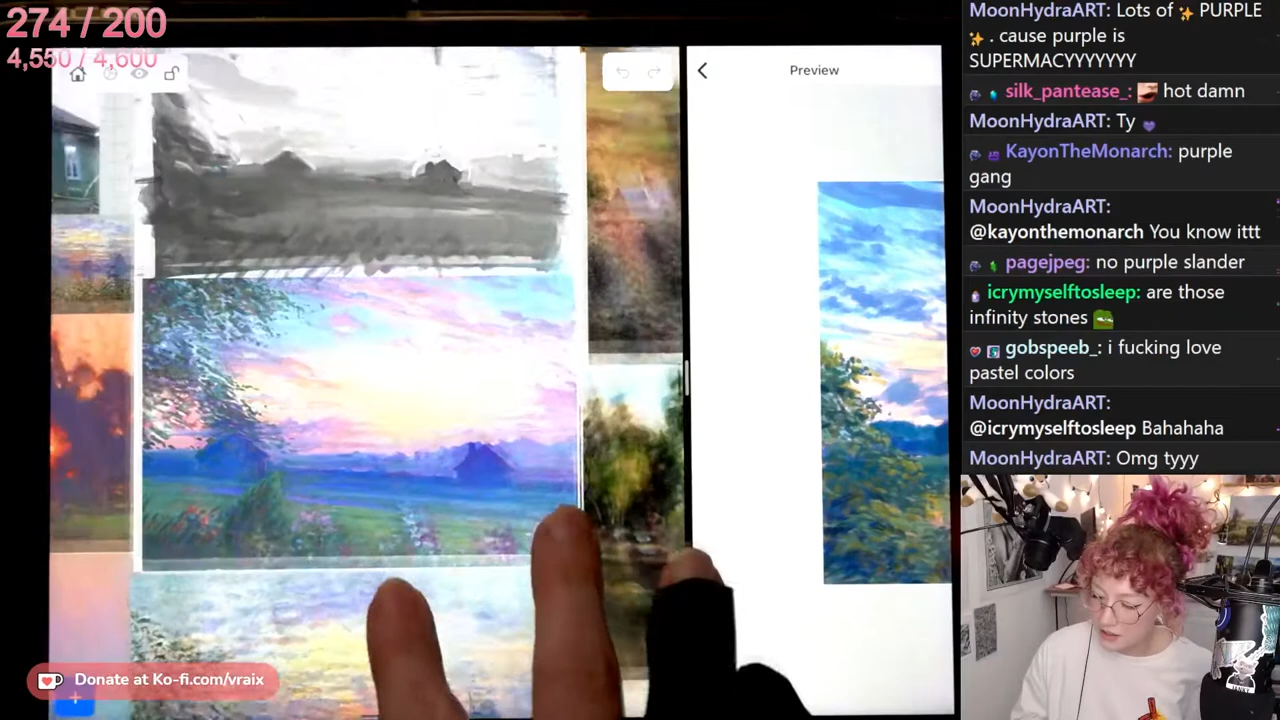 274 / 200
4,550 / 4,600
Preview
Donate at Ko-fi.com/vraix
MoonHydraART: Lots of ✨ PURPLE
✨ . cause purple is
SUPERMACYYYYYYY
silk_pantease_: hot damn
MoonHydraART: Ty 💜
KayonTheMonarch: purple
gang
MoonHydraART:
@kayonthemonarch You know ittt
pagejpeg: no purple slander
icrymyselftosleep: are those
infinity stones
gobspeeb_: i fucking love
pastel colors
MoonHydraART:
@icrymyselftosleep Bahahaha
MoonHydraART: Omg tyyy